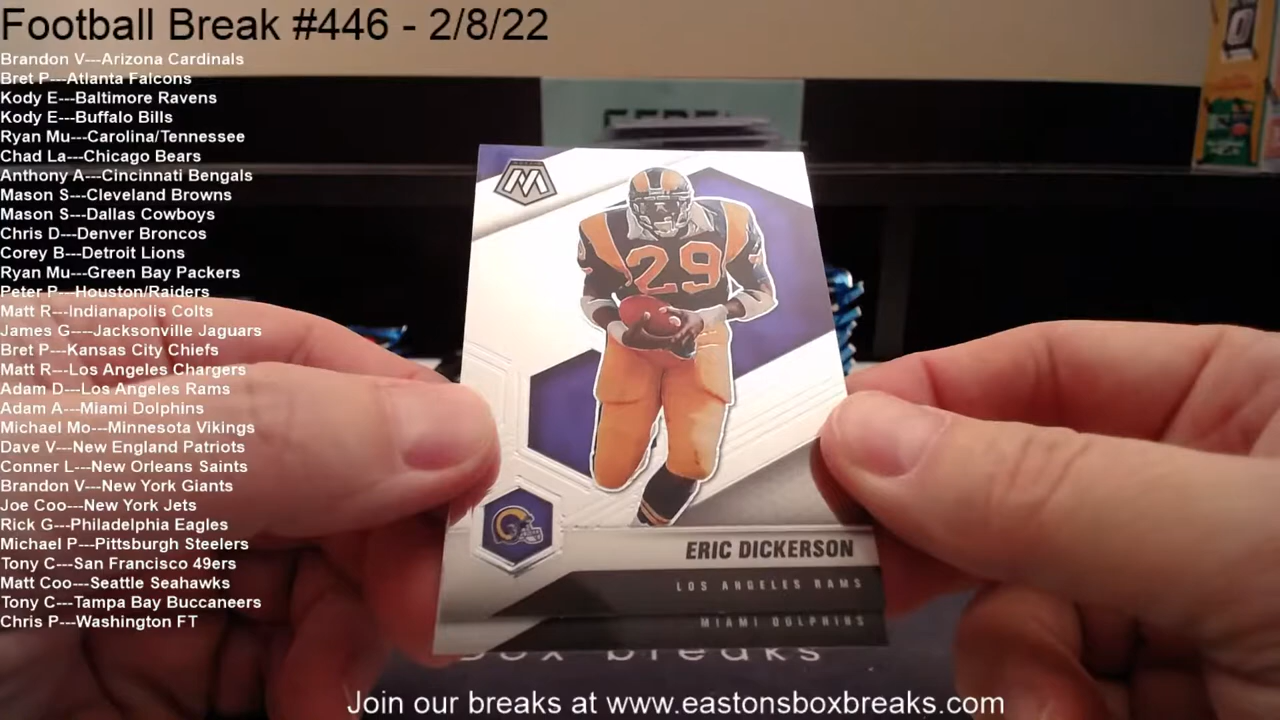 Football Break #446 - 2/8/22
Brandon V---Arizona Cardinals
Bret P---Atlanta Falcons
Kody E---Baltimore Ravens
Kody E---Buffalo Bills
Ryan Mu---Carolina/Tennessee
Chad La---Chicago Bears
Anthony A---Cincinnati Bengals
Mason S---Cleveland Browns
Mason S---Dallas Cowboys
Chris D---Denver Broncos
Corey B---Detroit Lions
Ryan Mu---Green Bay Packers
Peter P---Houston/Raiders
Matt R---Indianapolis Colts
James G----Jacksonville Jaguars
Bret P---Kansas City Chiefs
Matt R---Los Angeles Chargers
Adam D---Los Angeles Rams
Adam A---Miami Dolphins
Michael Mo---Minnesota Vikings
Dave V---New England Patriots
Conner L---New Orleans Saints
Brandon V---New York Giants
Joe Coo---New York Jets
Rick G---Philadelphia Eagles
Michael P---Pittsburgh Steelers
Tony C---San Francisco 49ers
Matt Coo---Seattle Seahawks
Tony C---Tampa Bay Buccaneers
Chris P---Washington FT
M
29
ERIC DICKERSON
LOS ANGELES RAMS
MIAMI DOLPHINS
box breaks
Join our breaks at www.eastonsboxbreaks.com